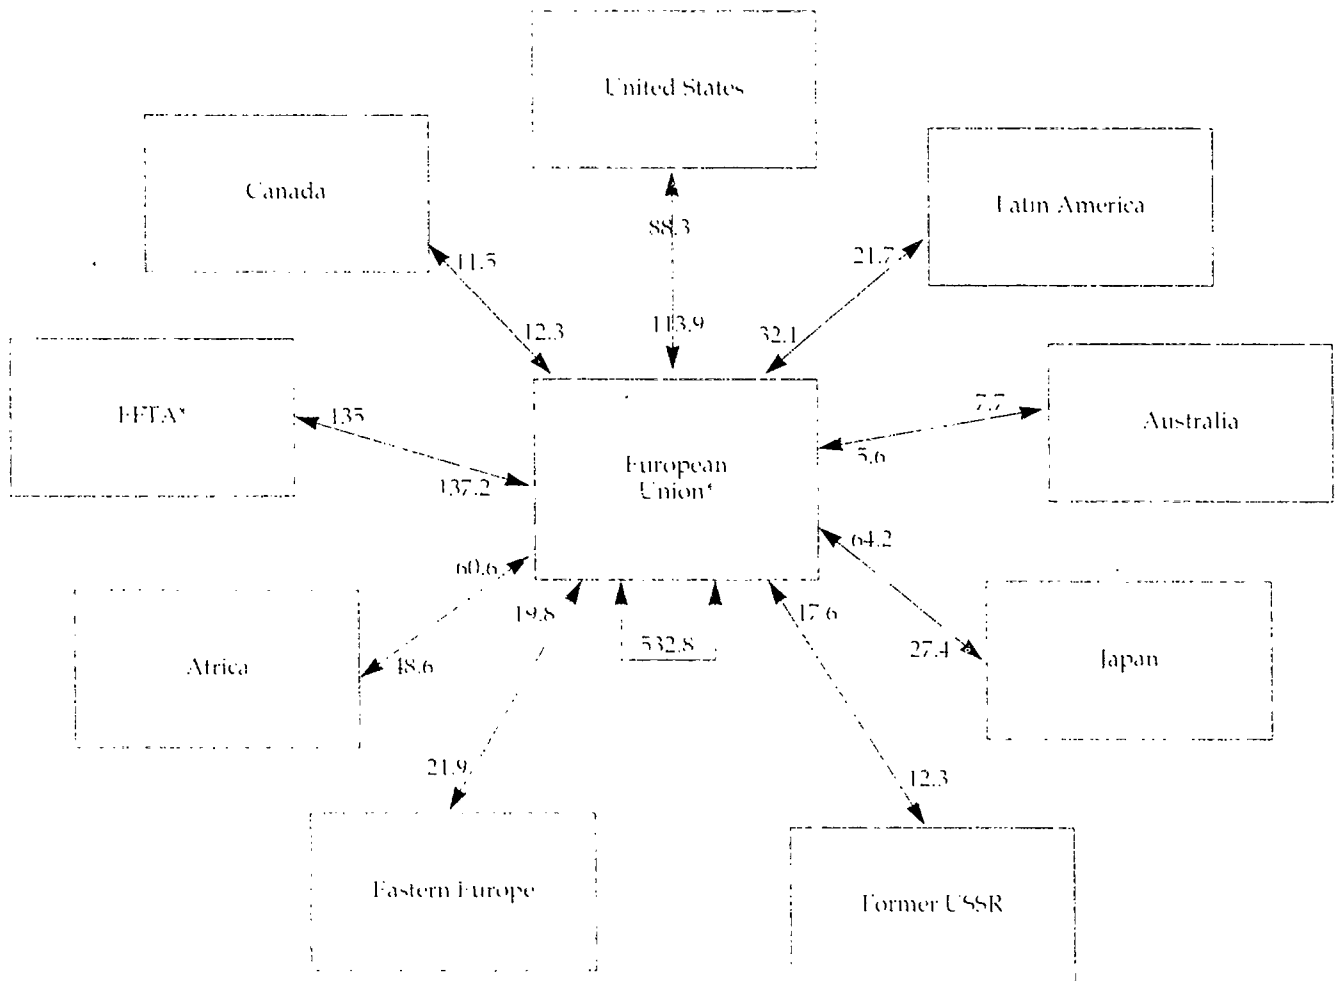 United States
Canada
Latin America
88.3
21.7
11.5
113.9
12.3
32.1
EFTA*
135
7.7
Australia
5.6
European
Union*
137.2
64.2
60.6
19.8
17.6
532.8
27.4
Japan
Africa
48.6
21.9
12.3
Eastern Europe
Former USSR